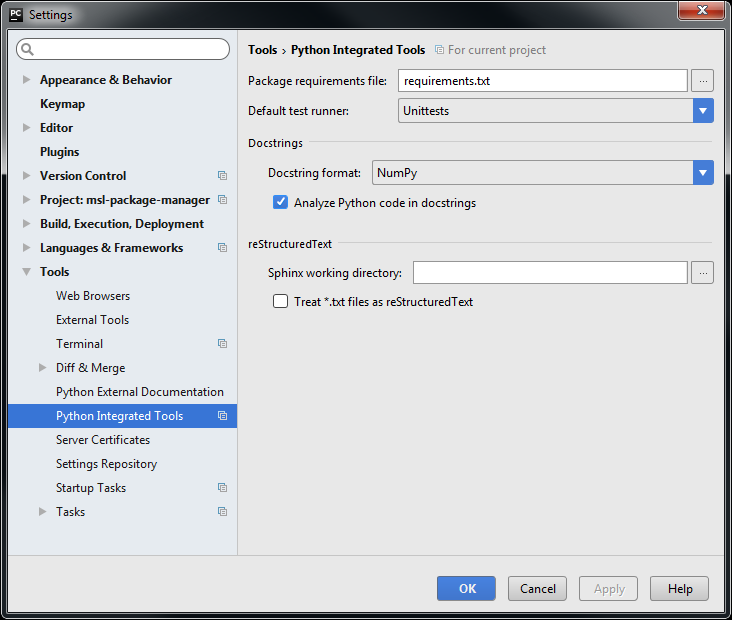 PC Settings
Appearance & Behavior
Keymap
Editor
Plugins
Version Control
Project: msl-package-manager
Build, Execution, Deployment
Languages & Frameworks
Tools
Web Browsers
External Tools
Terminal
Diff & Merge
Python External Documentation
Python Integrated Tools
Server Certificates
Settings Repository
Startup Tasks
Tasks
Tools › Python Integrated Tools For current project
Package requirements file: requirements.txt ...
Default test runner: Unittests
Docstrings
Docstring format: NumPy
Analyze Python code in docstrings
reStructuredText
Sphinx working directory: ...
Treat *.txt files as reStructuredText
OK Cancel Apply Help